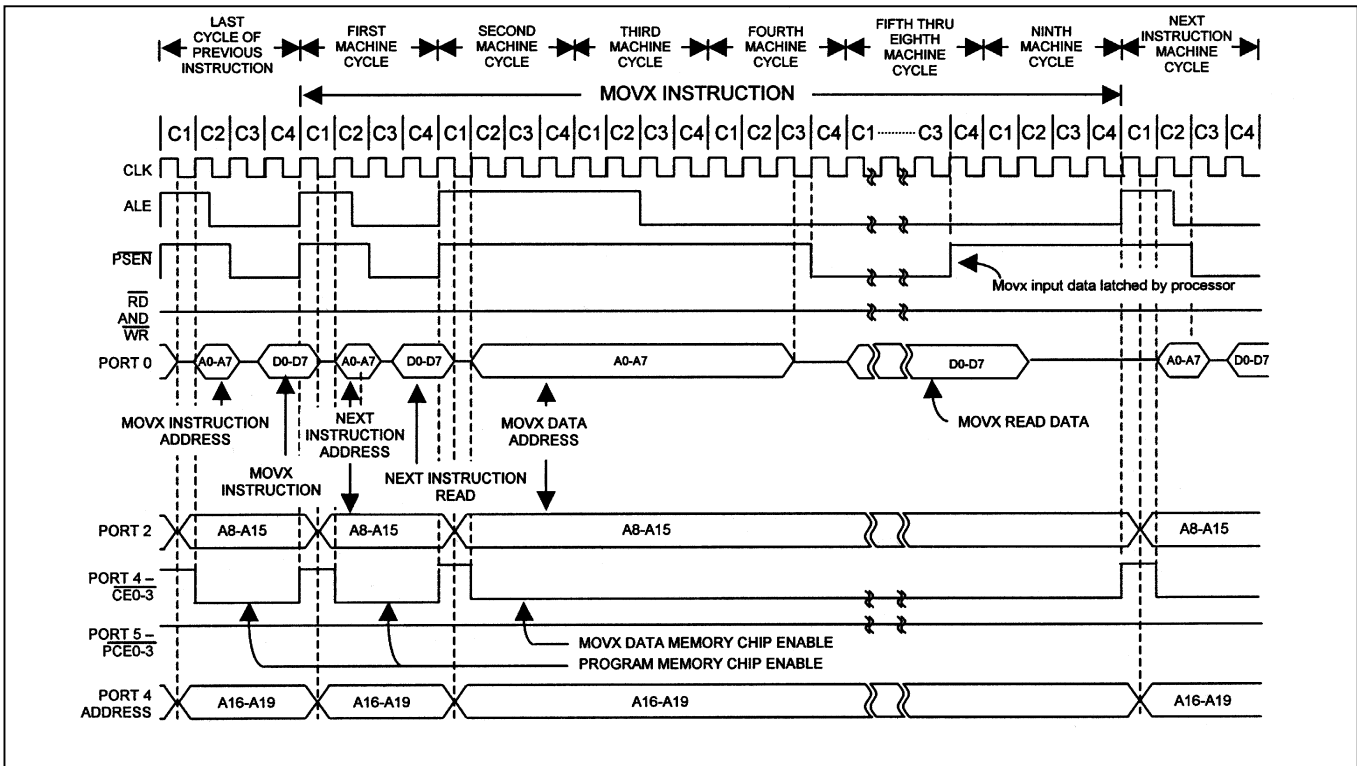 LAST
CYCLE OF
PREVIOUS
INSTRUCTION
FIRST
MACHINE
CYCLE
SECOND
MACHINE
CYCLE
THIRD
MACHINE
CYCLE
FOURTH
MACHINE
CYCLE
FIFTH THRU
EIGHTH
MACHINE
CYCLE
NINTH
MACHINE
CYCLE
NEXT
INSTRUCTION
MACHINE
CYCLE
MOVX INSTRUCTION
C1 C2 C3 C4 C1 C2 C3 C4 C1 C2 C3 C4 C1 C2 C3 C4 C1 C2 C3 C4 C1 ........ C3 C4 C1 C2 C3 C4 C1 C2 C3 C4
CLK
ALE
PSEN
Movx input data latched by processor
RD
AND
WR
PORT 0 A0-A7 D0-D7 A0-A7 D0-D7 A0-A7 D0-D7 A0-A7 D0-D7
MOVX INSTRUCTION
ADDRESS
NEXT
INSTRUCTION
ADDRESS
MOVX DATA
ADDRESS
MOVX READ DATA
MOVX
INSTRUCTION
NEXT INSTRUCTION
READ
PORT 2 A8-A15 A8-A15 A8-A15 A8-A15
PORT 4 –
CE0-3
PORT 5 –
PCE0-3
MOVX DATA MEMORY CHIP ENABLE
PROGRAM MEMORY CHIP ENABLE
PORT 4
ADDRESS
A16-A19 A16-A19 A16-A19 A16-A19